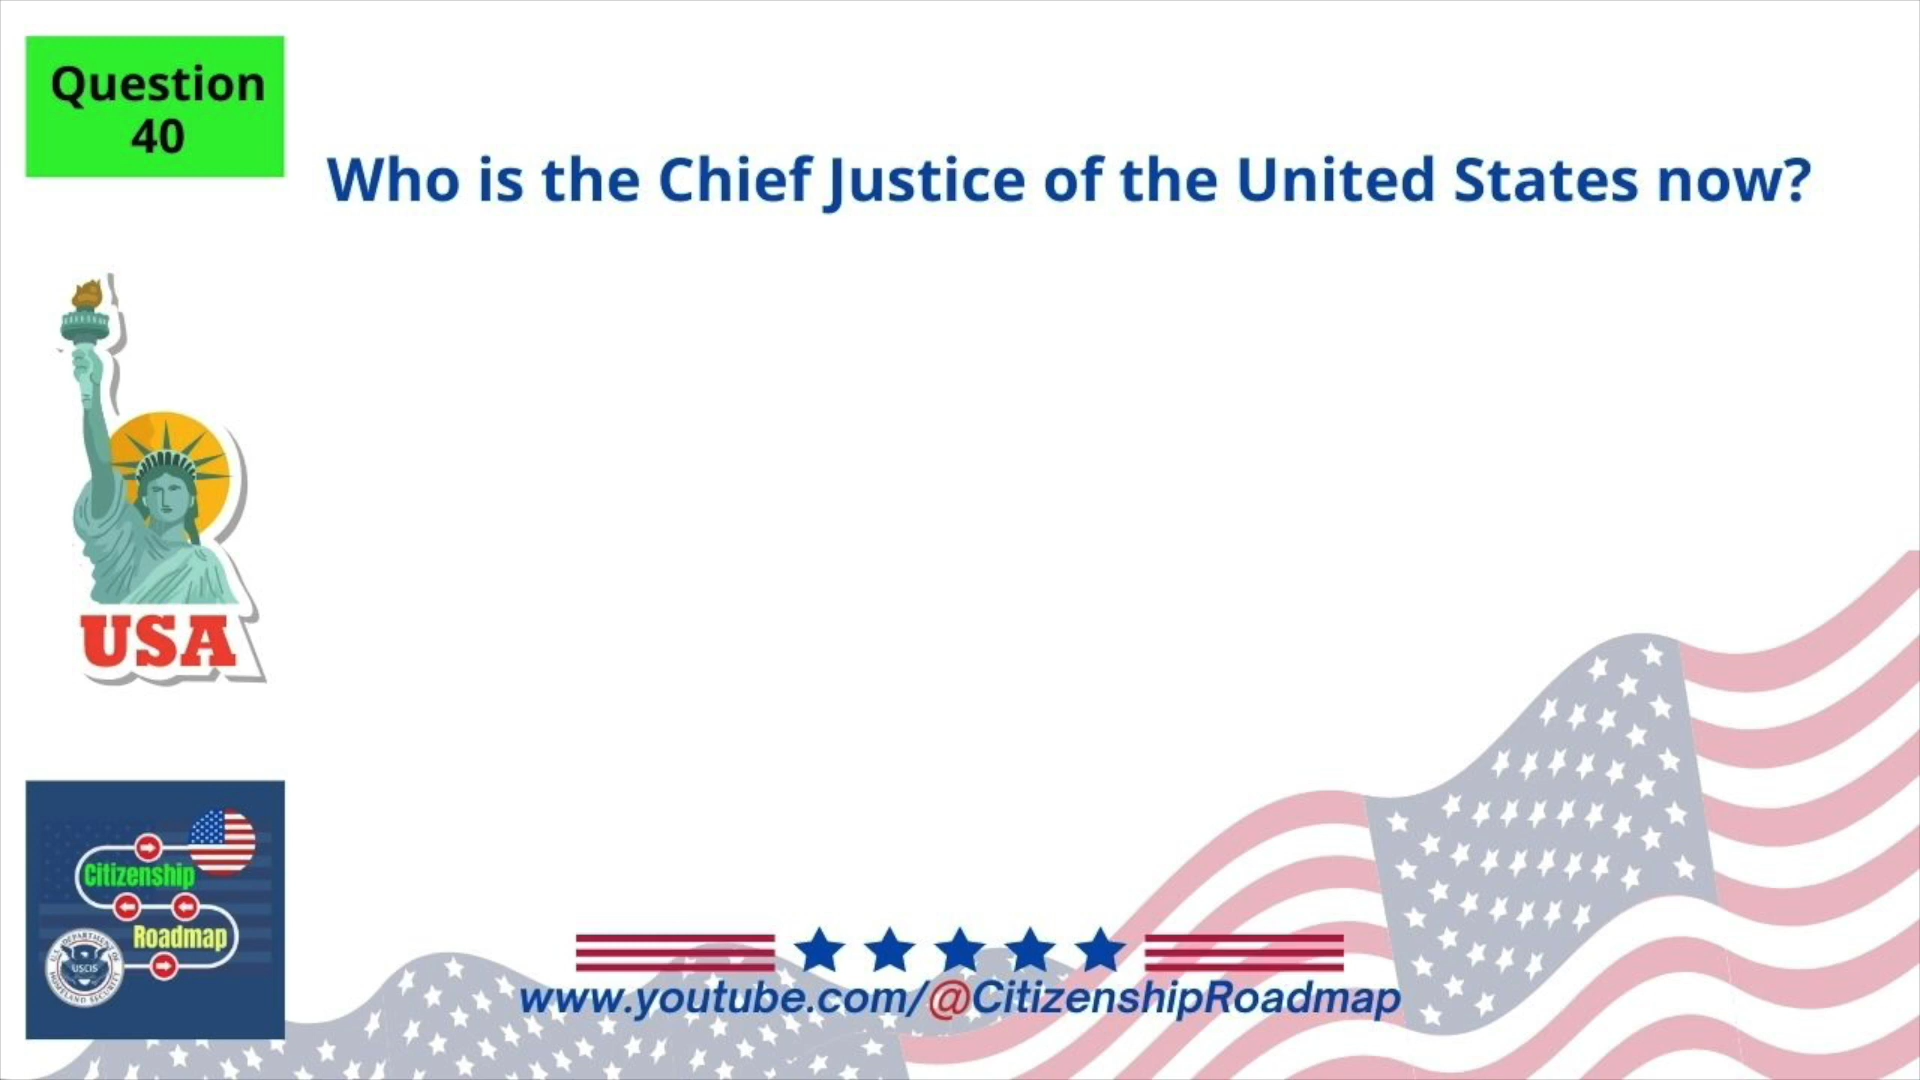 Question
40
Who is the Chief Justice of the United States now?
USA
Citizenship
Roadmap
USCIS
www.youtube.com/@CitizenshipRoadmap